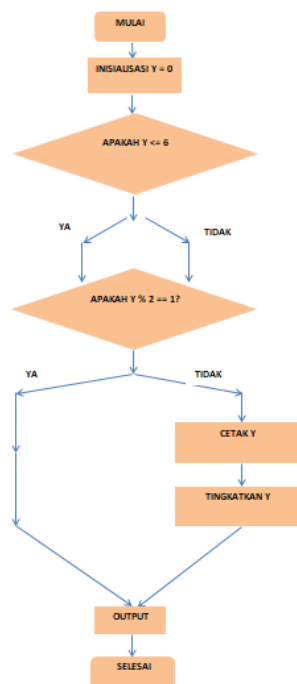 MULAI
INISIALISASI Y = 0
APAKAH Y <= 6
YA
TIDAK
APAKAH Y % 2 == 1?
YA
TIDAK
CETAK Y
TINGKATKAN Y
OUTPUT
SELESAI